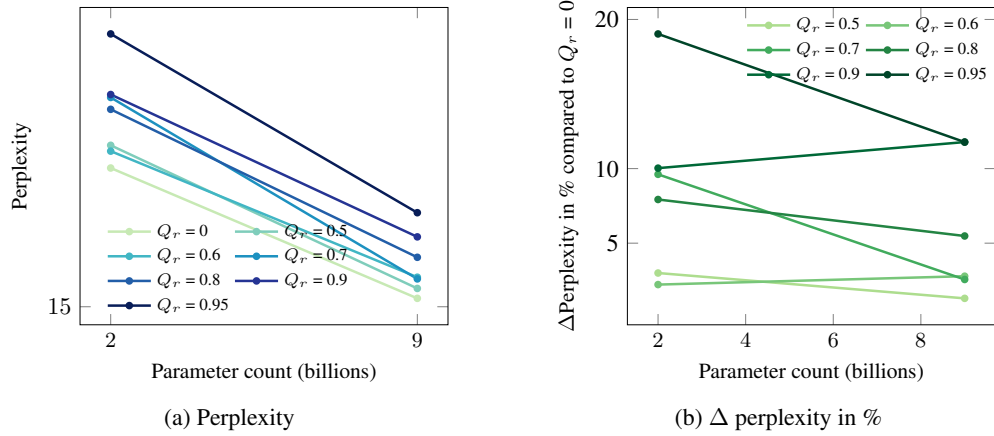 Perplexity
15
Q_r = 0
Q_r = 0.5
Q_r = 0.6
Q_r = 0.7
Q_r = 0.8
Q_r = 0.9
Q_r = 0.95
2
9
Parameter count (billions)
(a) Perplexity
ΔPerplexity in % compared to Q_r = 0
20
10
5
Q_r = 0.5
Q_r = 0.6
Q_r = 0.7
Q_r = 0.8
Q_r = 0.9
Q_r = 0.95
2
4
6
8
Parameter count (billions)
(b) Δ perplexity in %